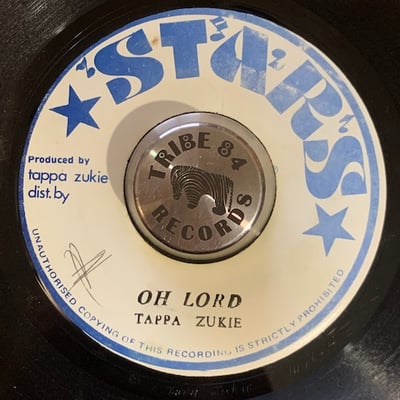 STARS
Produced by
tappa zukie
dist.by
TRIBE 84
RECORDS
OH LORD
TAPPA ZUKIE
UNAUTHORISED COPYING OF THIS RECORDING IS STRICTLY PROHIBITED